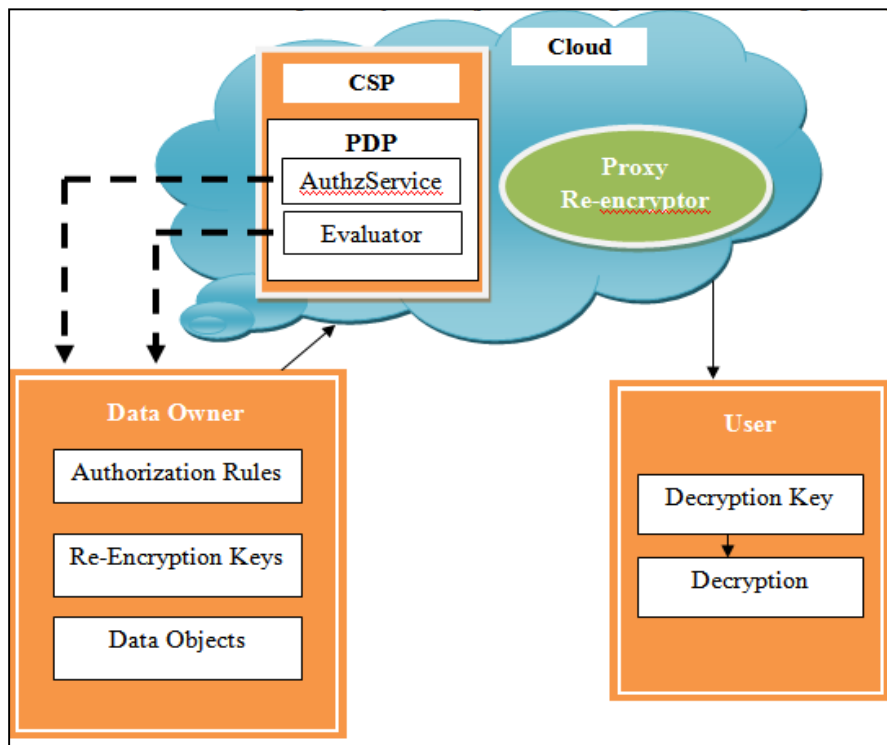 Cloud
CSP
PDP
AuthzService
Evaluator
Proxy
Re-encryptor
Data Owner
Authorization Rules
Re-Encryption Keys
Data Objects
User
Decryption Key
Decryption